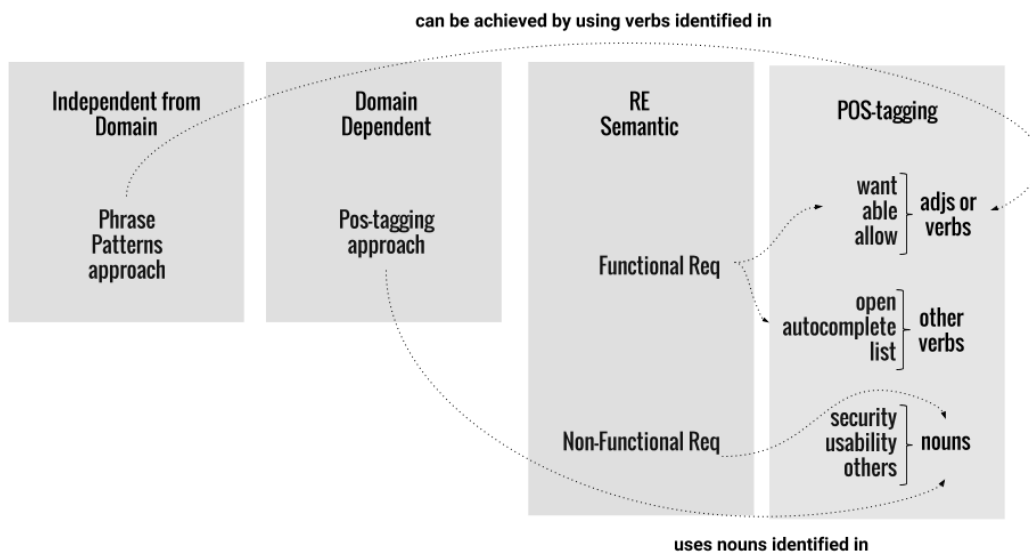 can be achieved by using verbs identified in
Independent from
Domain
Phrase
Patterns
approach
Domain
Dependent
Pos-tagging
approach
RE
Semantic
Functional Req
Non-Functional Req
POS-tagging
want
able
allow
adjs or
verbs
open
autocomplete
list
other
verbs
security
usability
others
nouns
uses nouns identified in